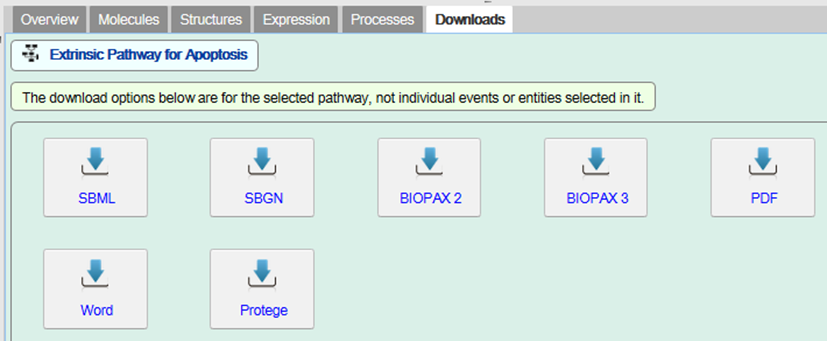 Overview Molecules Structures Expression Processes Downloads
Extrinsic Pathway for Apoptosis
The download options below are for the selected pathway, not individual events or entities selected in it.
SBML SBGN BIOPAX 2 BIOPAX 3 PDF
Word Protege